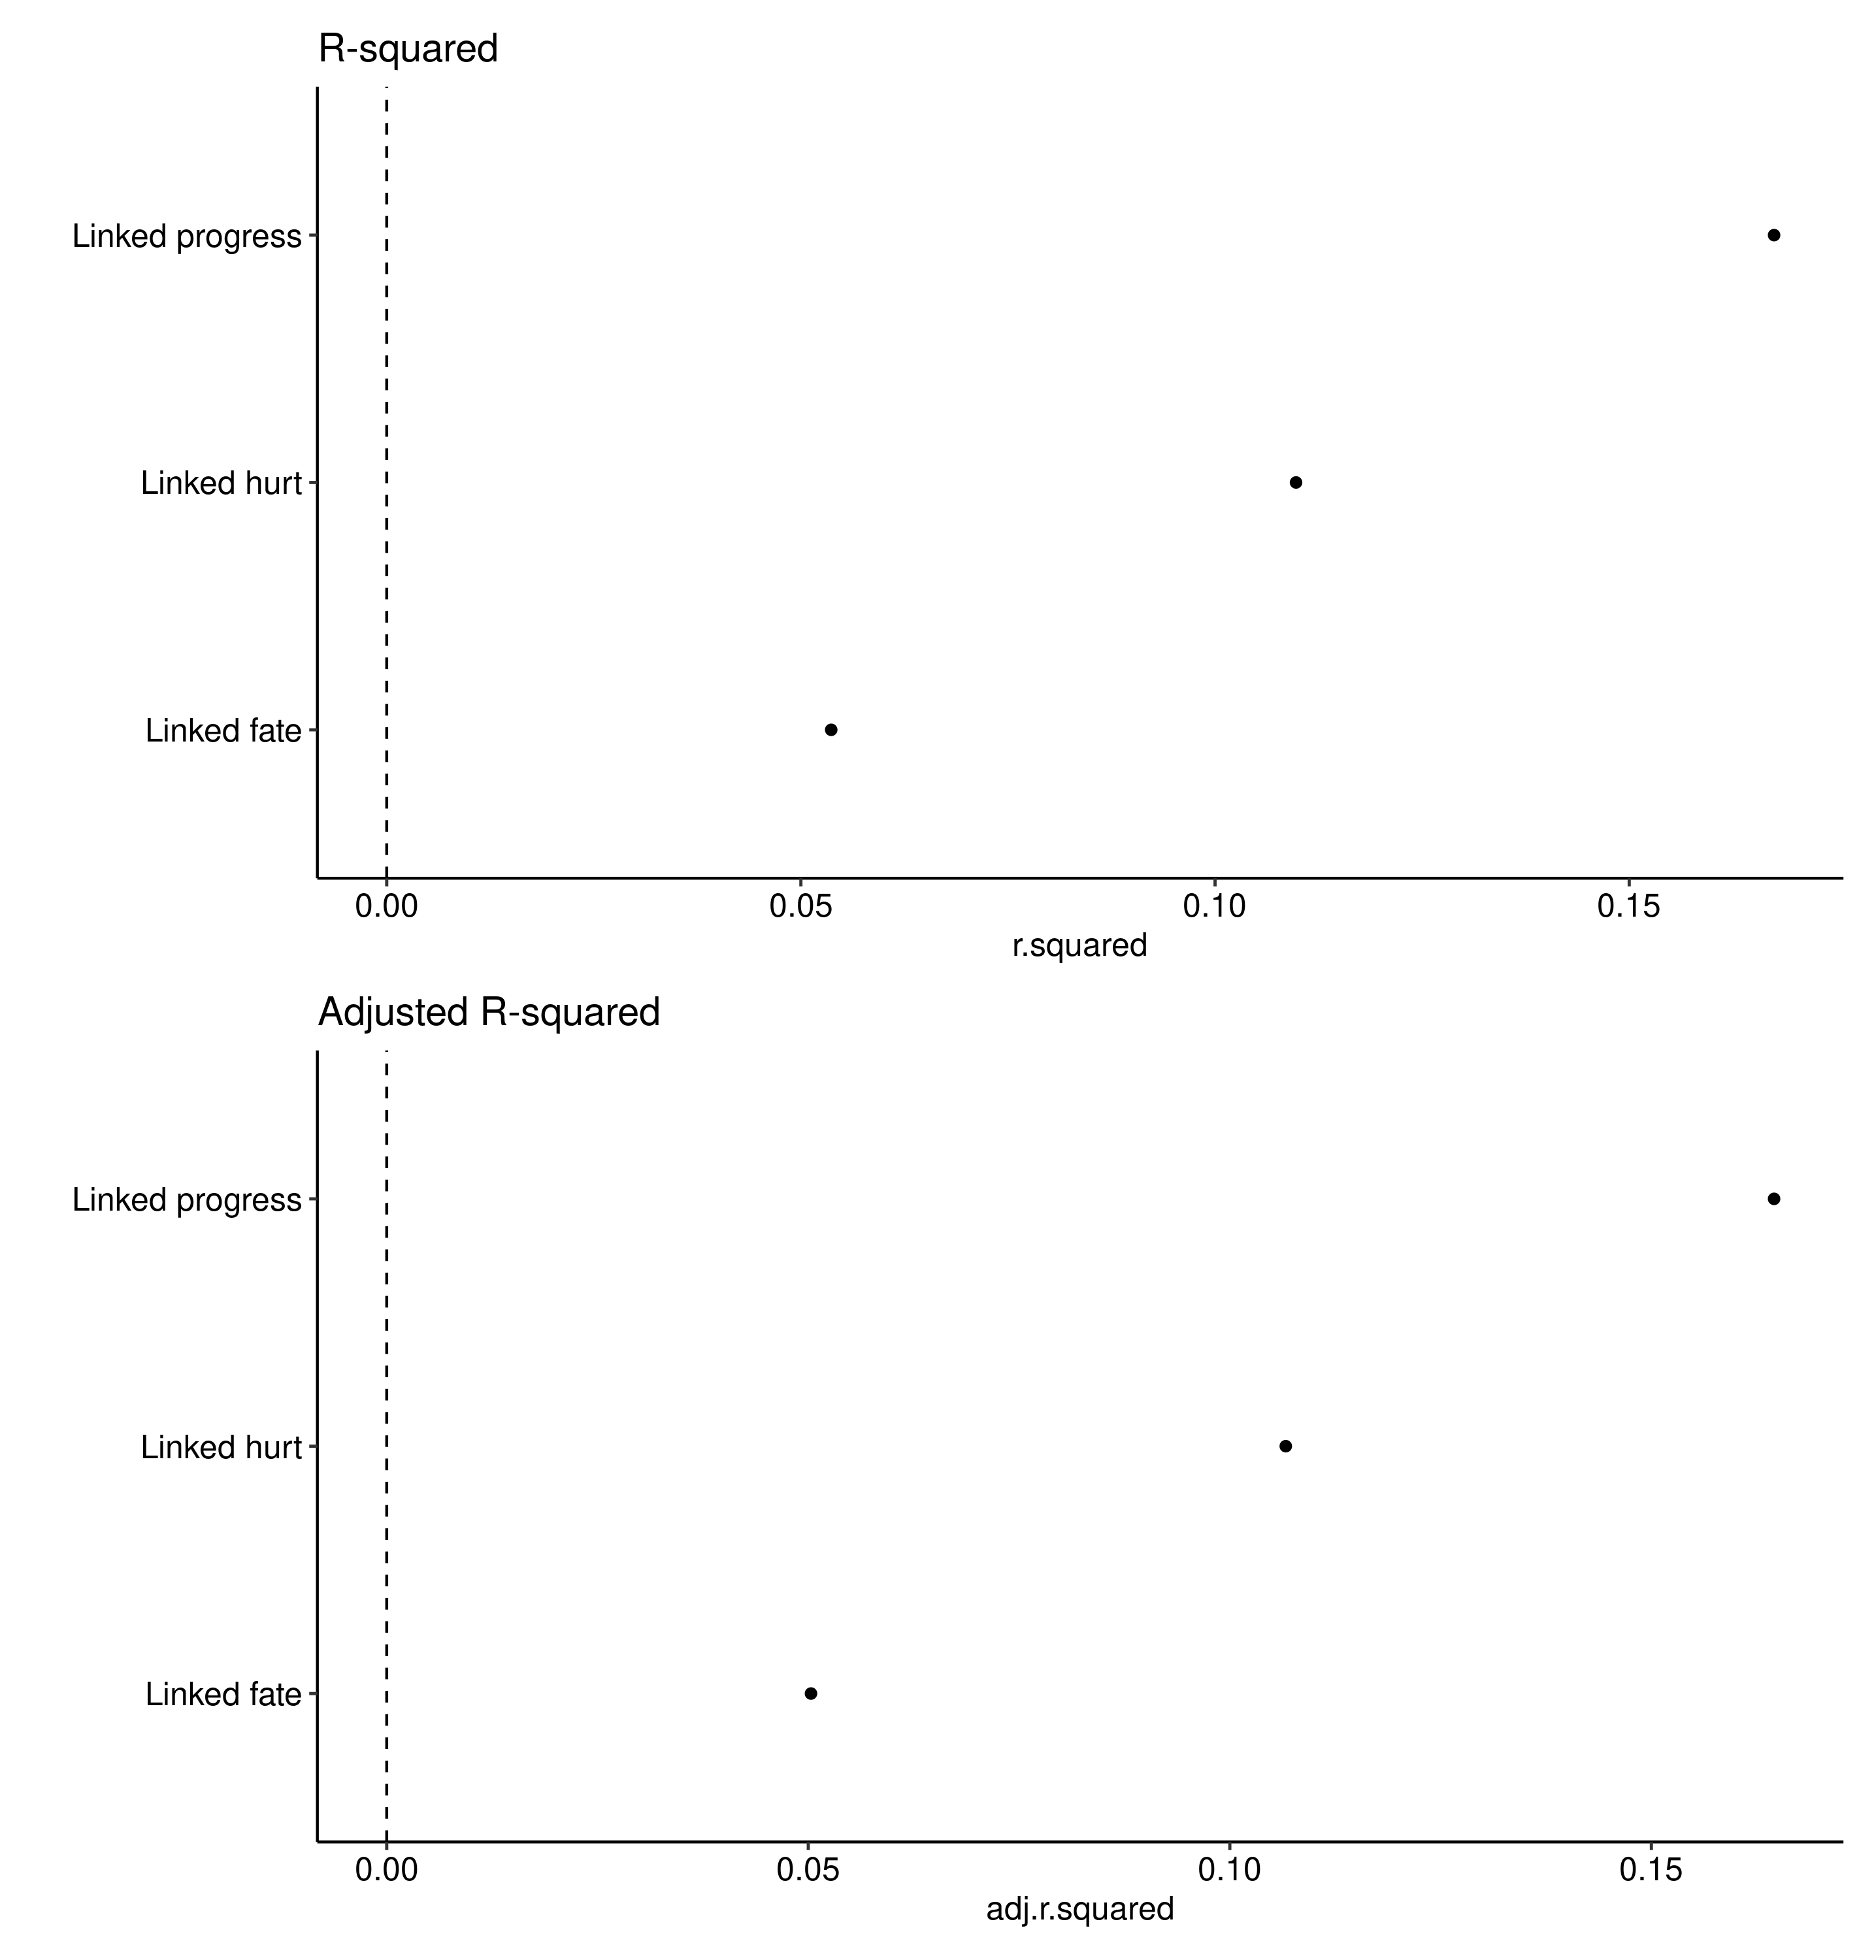 R-squared
Linked progress
Linked hurt
Linked fate
0.00 0.05 0.10 0.15
r.squared
Adjusted R-squared
Linked progress
Linked hurt
Linked fate
0.00 0.05 0.10 0.15
adj.r.squared